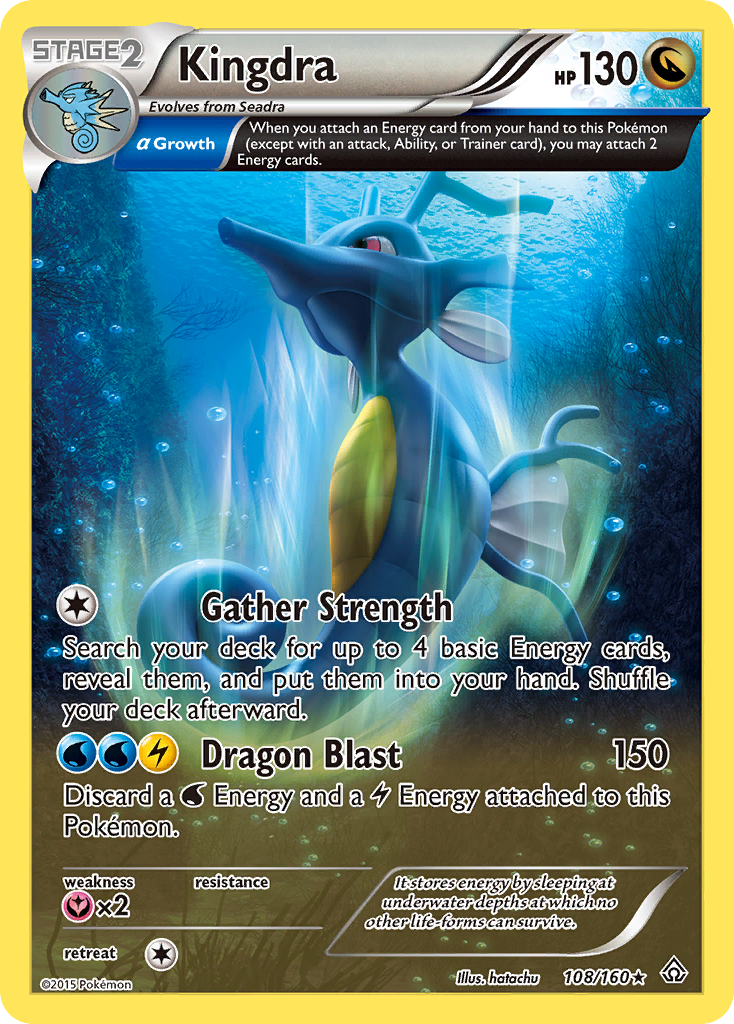 STAGE2
Kingdra
HP130
Evolves from Seadra
α Growth
When you attach an Energy card from your hand to this Pokémon
(except with an attack, Ability, or Trainer card), you may attach 2
Energy cards.
Gather Strength
Search your deck for up to 4 basic Energy cards,
reveal them, and put them into your hand. Shuffle
your deck afterward.
Dragon Blast 150
Discard a Energy and a Energy attached to this
Pokémon.
weakness resistance
×2
retreat
It stores energy by sleeping at
underwater depths at which no
other life-forms can survive.
©2015 Pokémon Illus. hatachu 108/160★